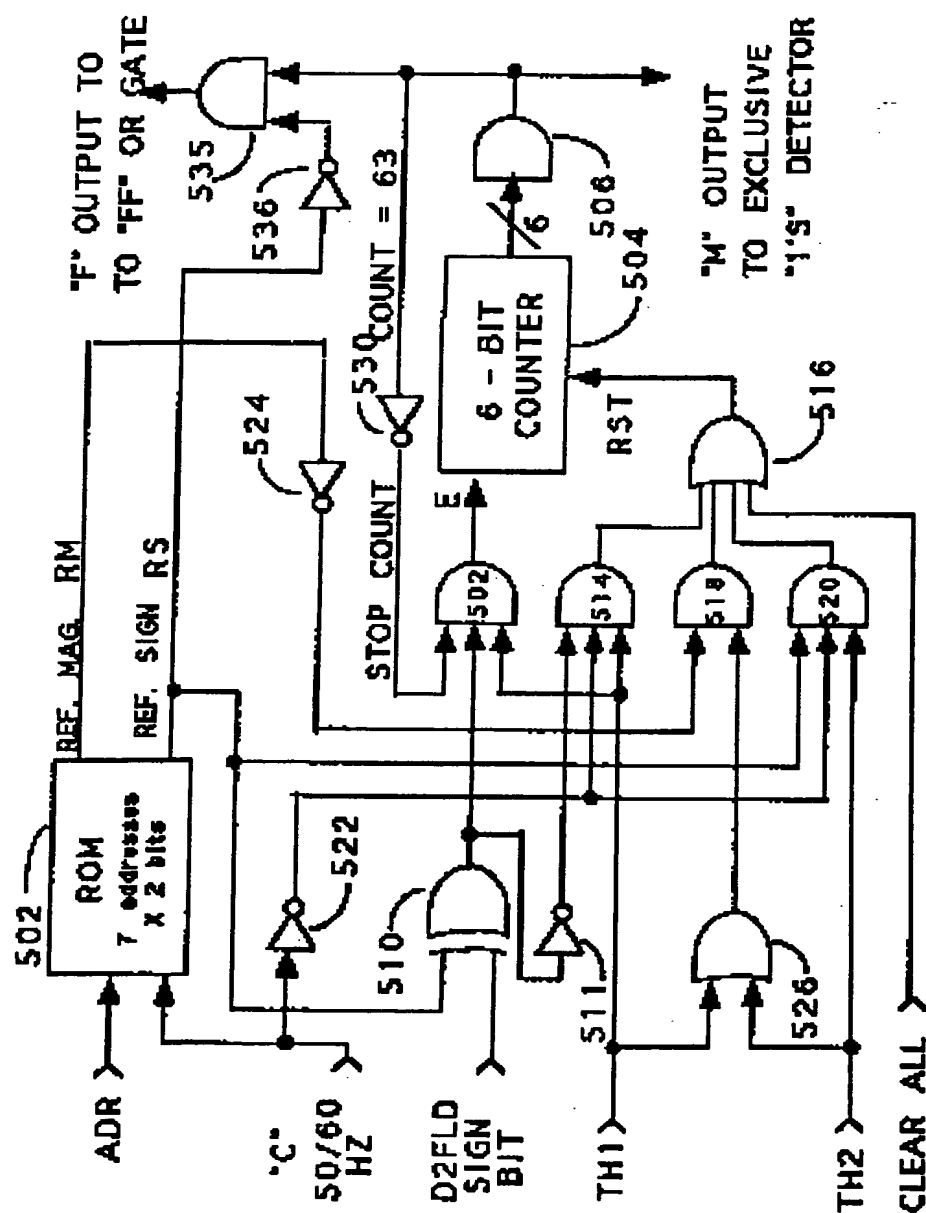 "F" OUTPUT TO
TO "FF" OR GATE
535
536
REF. MAG. RM
REF. SIGN RS
502
ROM
7 addresses
X 2 bits
ADR
"C"
50/60
HZ
522
524
530
COUNT = 63
STOP COUNT
D2FLD
SIGN
BIT
510
511
502
E
6 - BIT
COUNTER
6
506
504
"M" OUTPUT
TO EXCLUSIVE
"1'S" DETECTOR
RST
514
518
520
516
TH1
526
TH2
CLEAR ALL